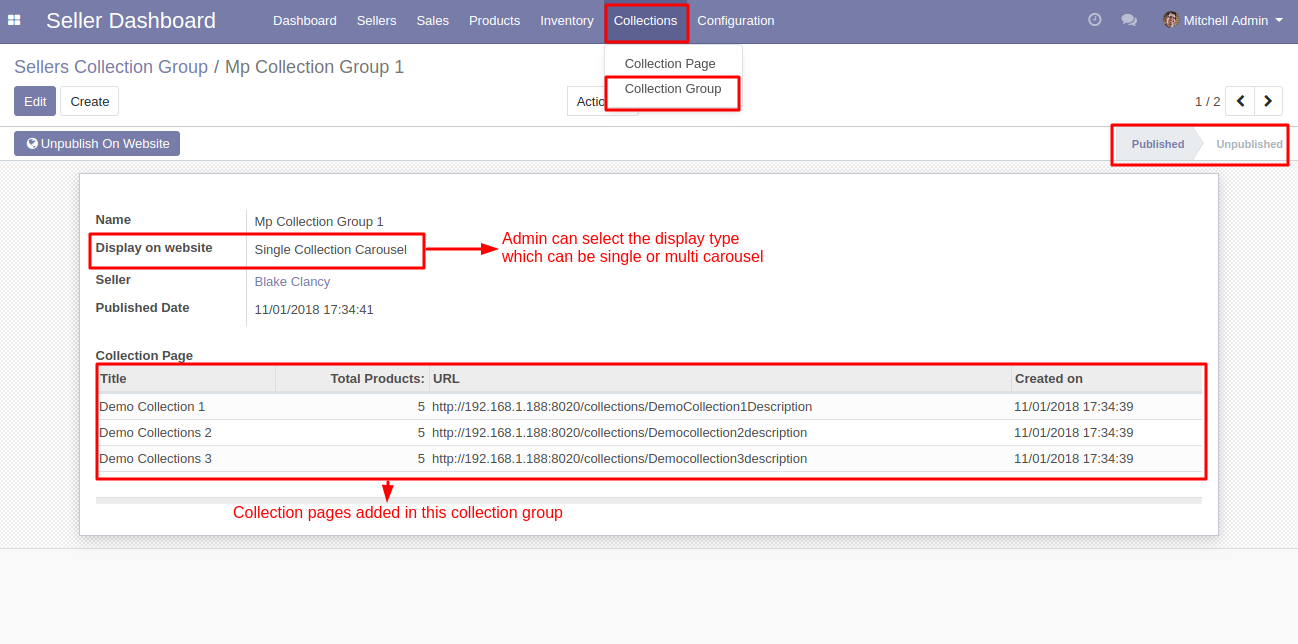 Seller Dashboard Dashboard Sellers Sales Products Inventory Collections Configuration Mitchell Admin
Collection Page
Sellers Collection Group / Mp Collection Group 1
Collection Group
Edit Create Actio 1 / 2
Unpublish On Website Published Unpublished
Name Mp Collection Group 1
Display on website Single Collection Carousel
Admin can select the display type
which can be single or multi carousel
Seller Blake Clancy
Published Date 11/01/2018 17:34:41
Collection Page
Title Total Products: URL Created on
Demo Collection 1 5 http://192.168.1.188:8020/collections/DemoCollection1Description 11/01/2018 17:34:39
Demo Collections 2 5 http://192.168.1.188:8020/collections/Democollection2description 11/01/2018 17:34:39
Demo Collections 3 5 http://192.168.1.188:8020/collections/Democollection3description 11/01/2018 17:34:39
Collection pages added in this collection group